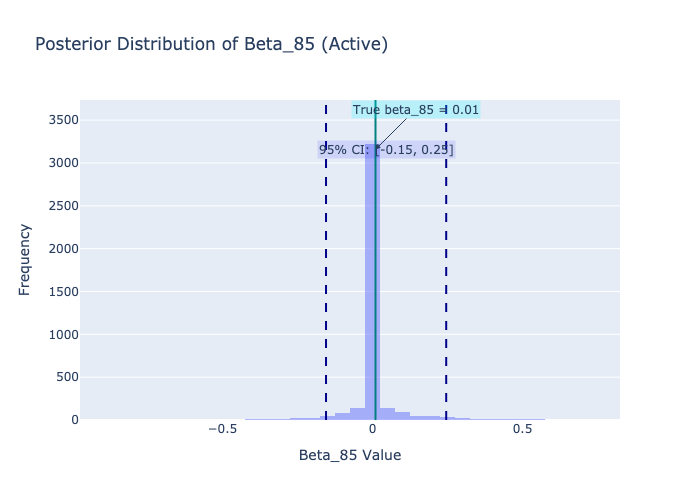 Posterior Distribution of Beta_85 (Active)
True beta_85 = 0.01
95% CI: [-0.15, 0.25]
3500
3000
2500
2000
1500
1000
500
0
Frequency
−0.5
0
0.5
Beta_85 Value